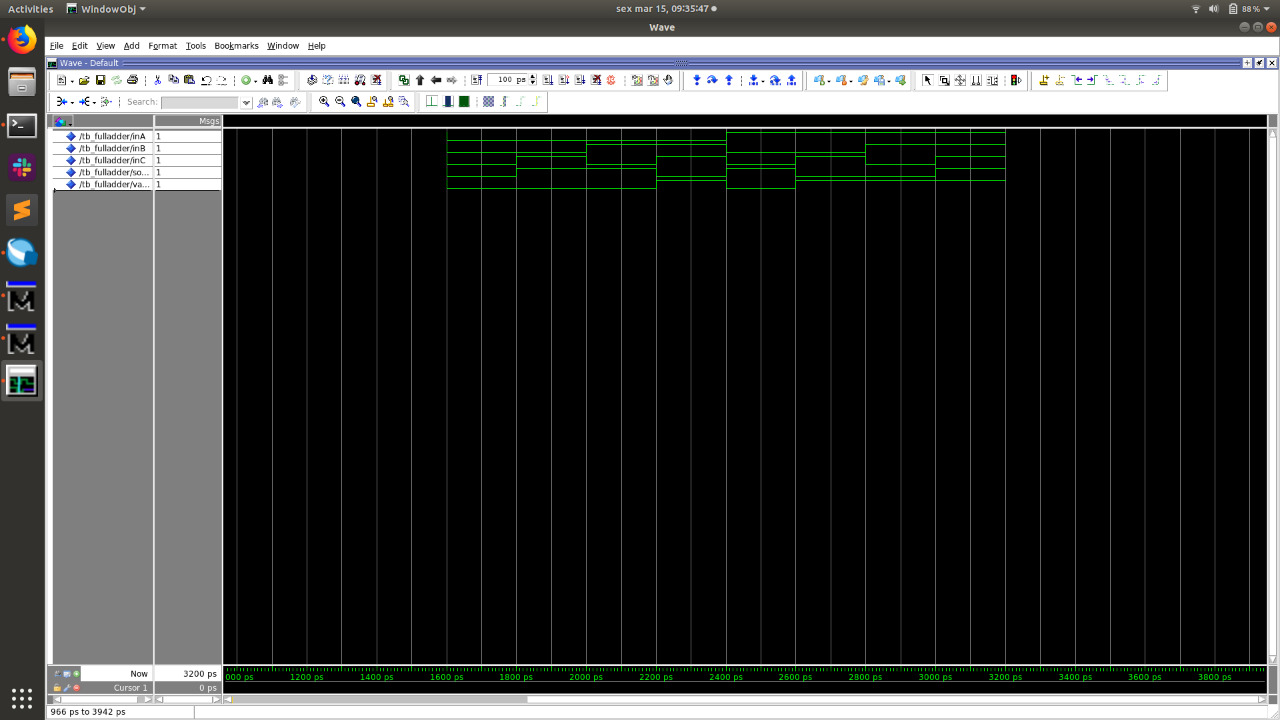 Activities WindowObj sex mar 15, 09:35:47 88%
Wave
File Edit View Add Format Tools Bookmarks Window Help
Wave - Default
100 ps
Search:
Msgs
/tb_fulladder/inA 1
/tb_fulladder/inB 1
/tb_fulladder/inC 1
/tb_fulladder/so... 1
/tb_fulladder/va... 1
Now 3200 ps
000 ps 1200 ps 1400 ps 1600 ps 1800 ps 2000 ps 2200 ps 2400 ps 2600 ps 2800 ps 3000 ps 3200 ps 3400 ps 3600 ps 3800 ps
Cursor 1 0 ps
966 ps to 3942 ps